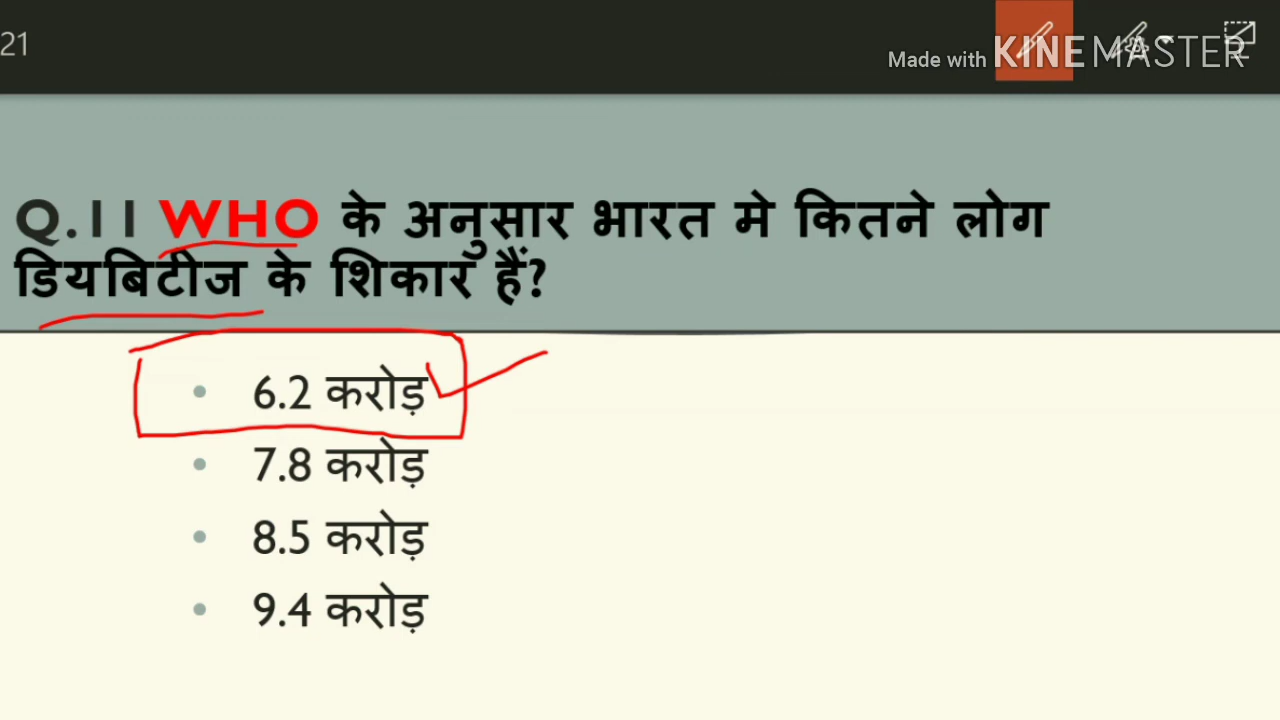 21
Made with KINEMASTER
Q.11 WHO के अनुसार भारत मे कितने लोग
डियबिटीज के शिकार हैं?
6.2 करोड़
7.8 करोड़
8.5 करोड़
9.4 करोड़